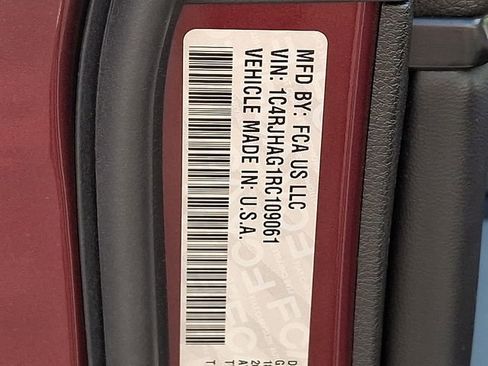 MFD BY: FCA US LLC
VIN: 1C4RJHAG1RC109061
VEHICLE MADE IN: U.S.A.